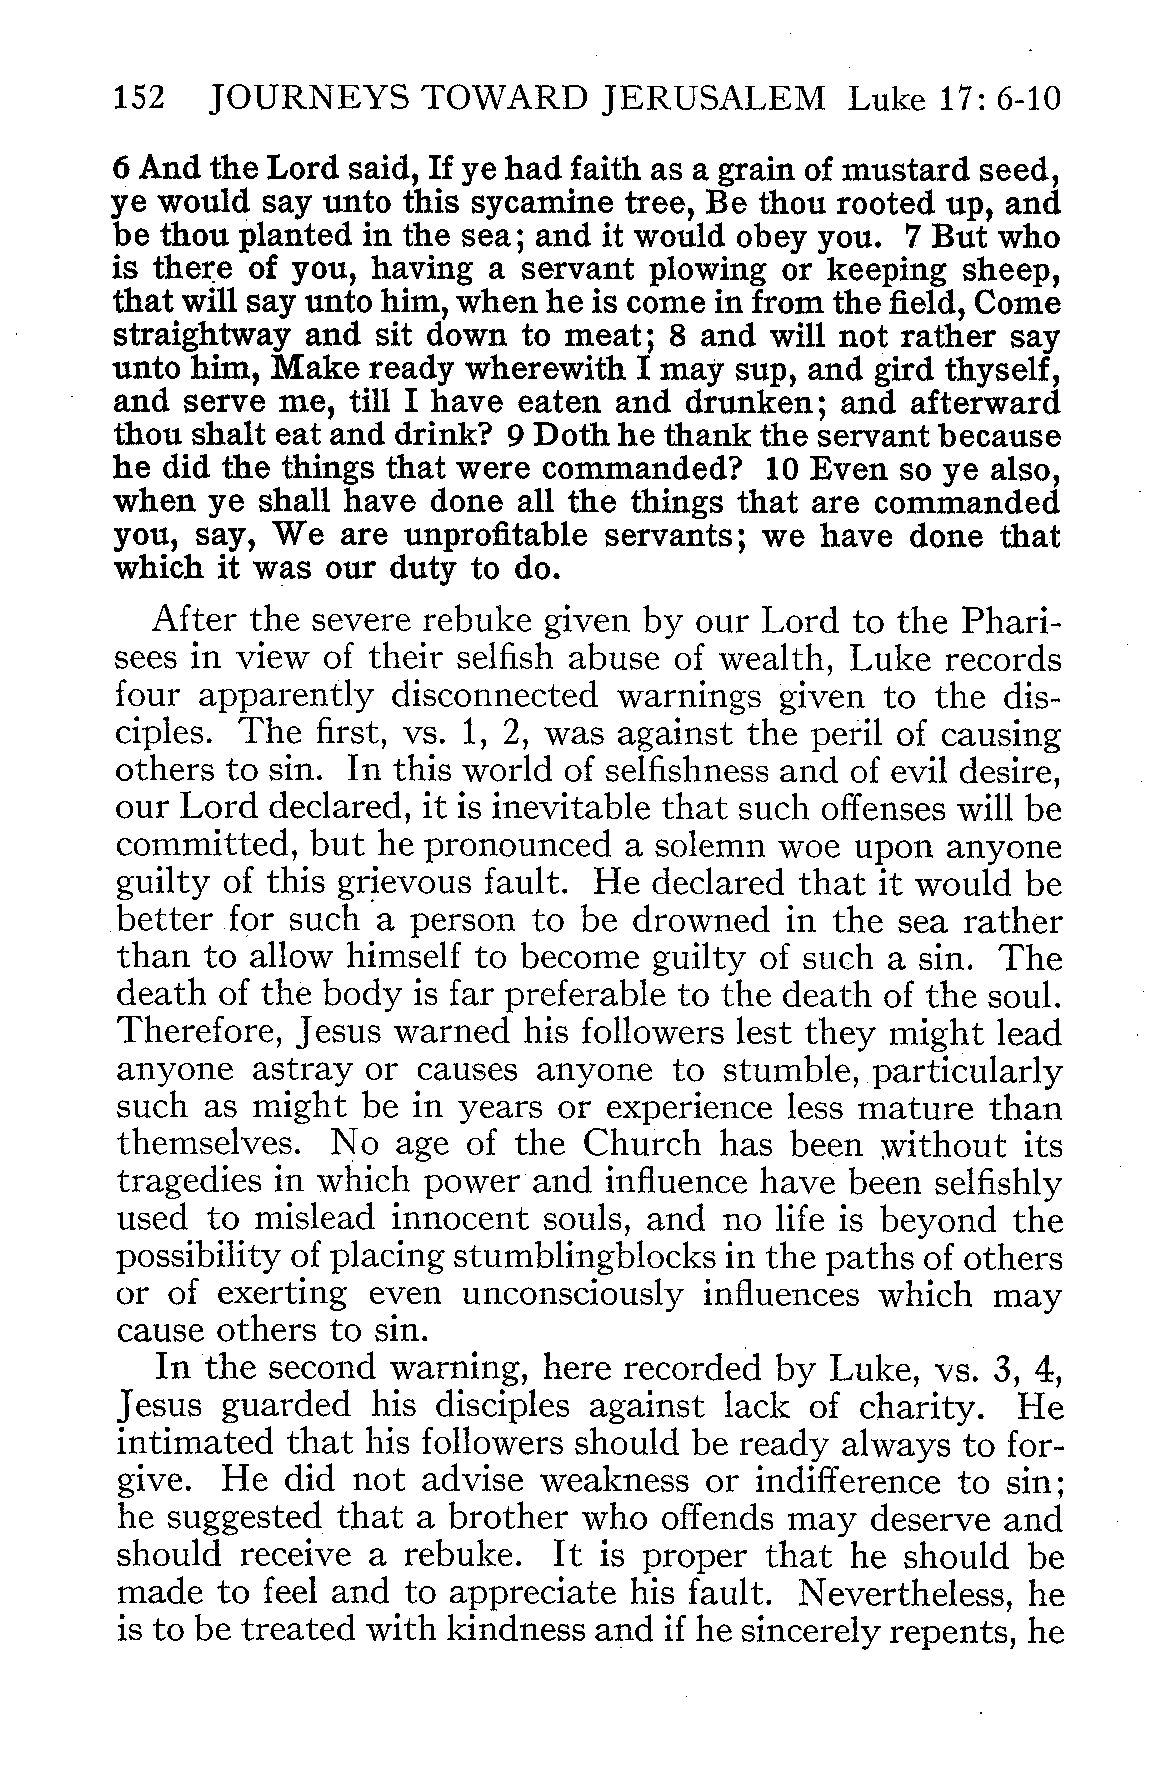 152 JOURNEYS TOWARD JERUSALEM Luke 17: 6-10
6 And the Lord said, If ye had faith as a grain of mustard seed,
ye would say unto this sycamine tree, Be thou rooted up, and
be thou planted in the sea; and it would obey you. 7 But who
is there of you, having a servant plowing or keeping sheep,
that will say unto him, when he is come in from the field, Come
straightway and sit down to meat; 8 and will not rather say
unto him, Make ready wherewith I may sup, and gird thyself,
and serve me, till I have eaten and drunken; and afterward
thou shalt eat and drink? 9 Doth he thank the servant because
he did the things that were commanded? 10 Even so ye also,
when ye shall have done all the things that are commanded
you, say, We are unprofitable servants; we have done that
which it was our duty to do.
After the severe rebuke given by our Lord to the Phari-
sees in view of their selfish abuse of wealth, Luke records
four apparently disconnected warnings given to the dis-
ciples. The first, vs. 1, 2, was against the peril of causing
others to sin. In this world of selfishness and of evil desire,
our Lord declared, it is inevitable that such offenses will be
committed, but he pronounced a solemn woe upon anyone
guilty of this grievous fault. He declared that it would be
better for such a person to be drowned in the sea rather
than to allow himself to become guilty of such a sin. The
death of the body is far preferable to the death of the soul.
Therefore, Jesus warned his followers lest they might lead
anyone astray or causes anyone to stumble, particularly
such as might be in years or experience less mature than
themselves. No age of the Church has been without its
tragedies in which power and influence have been selfishly
used to mislead innocent souls, and no life is beyond the
possibility of placing stumblingblocks in the paths of others
or of exerting even unconsciously influences which may
cause others to sin.
In the second warning, here recorded by Luke, vs. 3, 4,
Jesus guarded his disciples against lack of charity. He
intimated that his followers should be ready always to for-
give. He did not advise weakness or indifference to sin;
he suggested that a brother who offends may deserve and
should receive a rebuke. It is proper that he should be
made to feel and to appreciate his fault. Nevertheless, he
is to be treated with kindness and if he sincerely repents, he